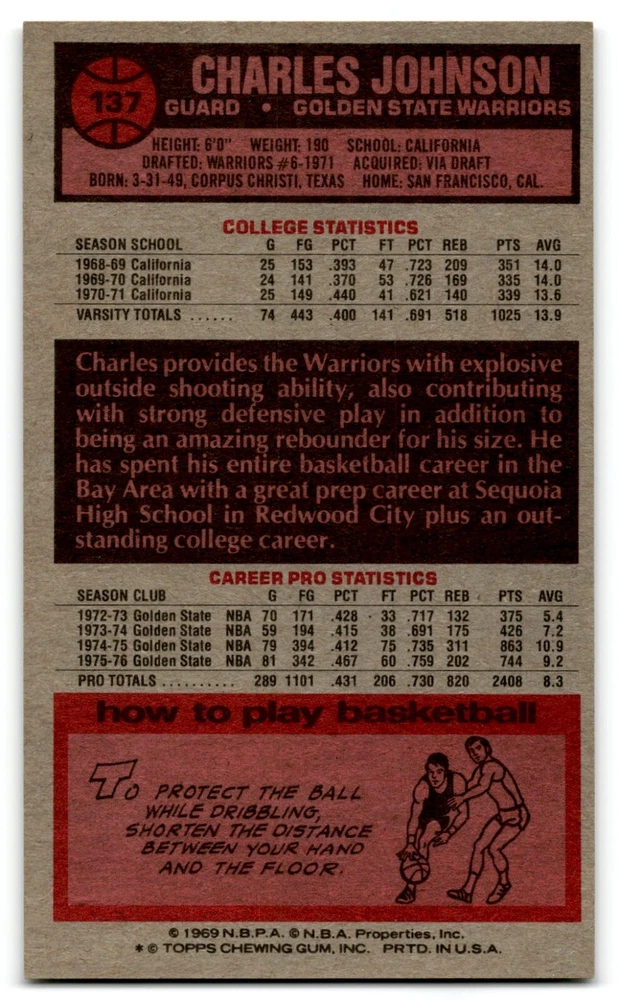 137
CHARLES JOHNSON
GUARD • GOLDEN STATE WARRIORS
HEIGHT: 6'0" WEIGHT: 190 SCHOOL: CALIFORNIA
DRAFTED: WARRIORS #6-1971 ACQUIRED: VIA DRAFT
BORN: 3-31-49, CORPUS CHRISTI, TEXAS HOME: SAN FRANCISCO, CAL.
COLLEGE STATISTICS
SEASON SCHOOL G FG PCT FT PCT REB PTS AVG
1968-69 California 25 153 .393 47 .723 209 351 14.0
1969-70 California 24 141 .370 53 .726 169 335 14.0
1970-71 California 25 149 .440 41 .621 140 339 13.6
VARSITY TOTALS ...... 74 443 .400 141 .691 518 1025 13.9
Charles provides the Warriors with explosive
outside shooting ability, also contributing
with strong defensive play in addition to
being an amazing rebounder for his size. He
has spent his entire basketball career in the
Bay Area with a great prep career at Sequoia
High School in Redwood City plus an out-
standing college career.
CAREER PRO STATISTICS
SEASON CLUB G FG PCT FT PCT REB PTS AVG
1972-73 Golden State NBA 70 171 .428 33 .717 132 375 5.4
1973-74 Golden State NBA 59 194 .415 38 .691 175 426 7.2
1974-75 Golden State NBA 79 394 .412 75 .735 311 863 10.9
1975-76 Golden State NBA 81 342 .467 60 .759 202 744 9.2
PRO TOTALS .......... 289 1101 .431 206 .730 820 2408 8.3
how to play basketball
TO PROTECT THE BALL
WHILE DRIBBLING,
SHORTEN THE DISTANCE
BETWEEN YOUR HAND
AND THE FLOOR.
© 1969 N.B.P.A. © N.B.A. Properties, Inc.
* © TOPPS CHEWING GUM, INC. PRTD. IN U.S.A.